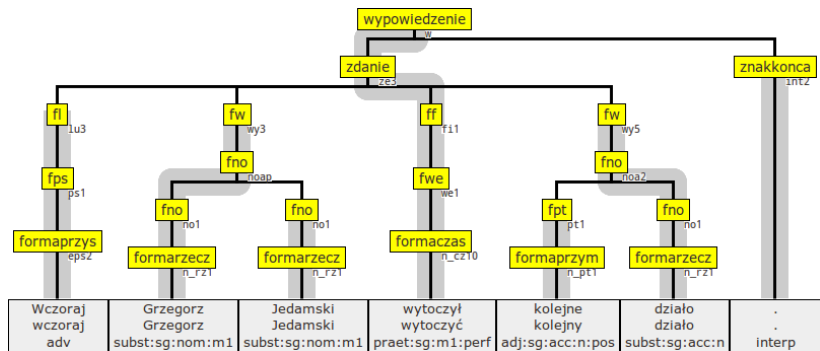 wypowiedzenie
w
zdanie znakkonca
ze3 int2
fl fw ff fw
lu3 wy3 fi1 wy5
fno fno
fps noap fwe noa2
ps1 we1
fno fno fpt fno
no1 no1 pt1 no1
formaprzys formaczas
eps2 n_cz10
formarzecz formarzecz formaprzym formarzecz
n_rz1 n_rz1 n_pt1 n_rz1
Wczoraj Grzegorz Jedamski wytoczył kolejne działo .
wczoraj Grzegorz Jedamski wytoczyć kolejny działo .
adv subst:sg:nom:m1 subst:sg:nom:m1 praet:sg:m1:perf adj:sg:acc:n:pos subst:sg:acc:n interp